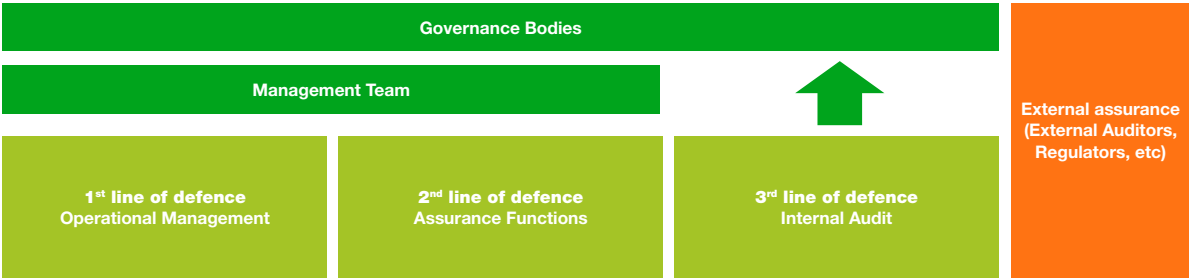 Governance Bodies
Management Team
External assurance
(External Auditors,
Regulators, etc)
1st line of defence
Operational Management
2nd line of defence
Assurance Functions
3rd line of defence
Internal Audit